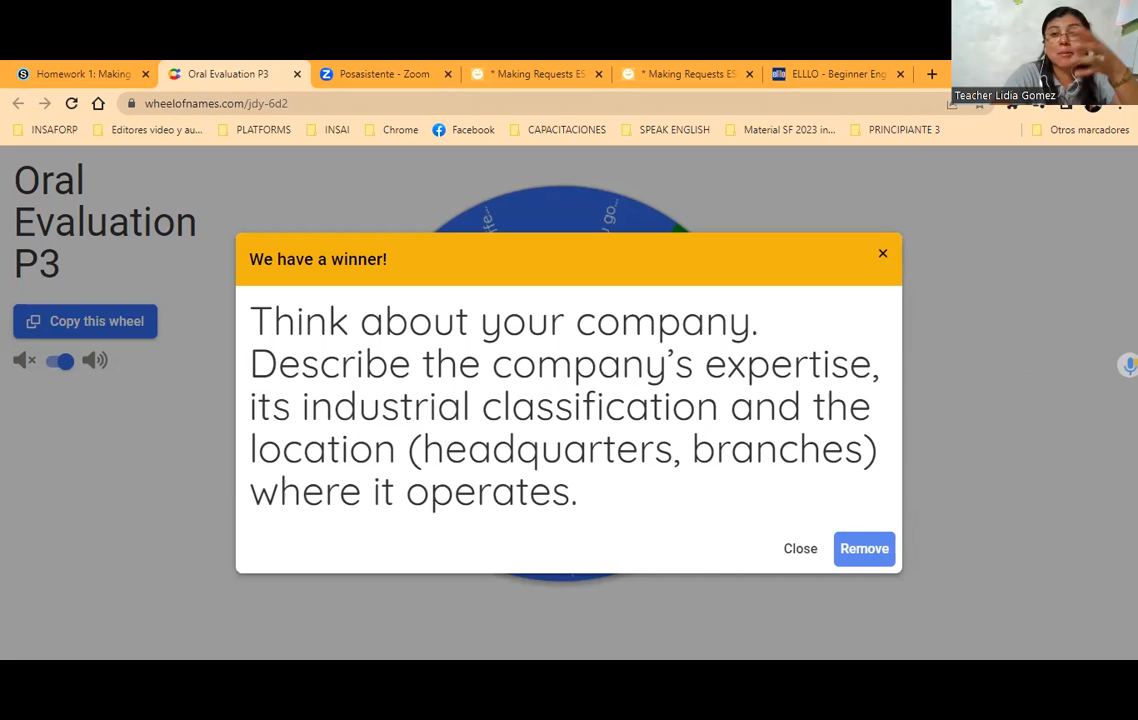 Teacher Lidia Gomez
Homework 1: Making
Oral Evaluation P3
Posasistente - Zoom
* Making Requests ES
* Making Requests ES
ELLLO - Beginner Eng
wheelofnames.com/jdy-6d2
INSAFORP
Editores video y au...
PLATFORMS
INSAI
Chrome
Facebook
CAPACITACIONES
SPEAK ENGLISH
Material SF 2023 in...
PRINCIPIANTE 3
Otros marcadores
Oral
Evaluation
P3
Copy this wheel
We have a winner!
Think about your company.
Describe the company's expertise,
its industrial classification and the
location (headquarters, branches)
where it operates.
Close
Remove